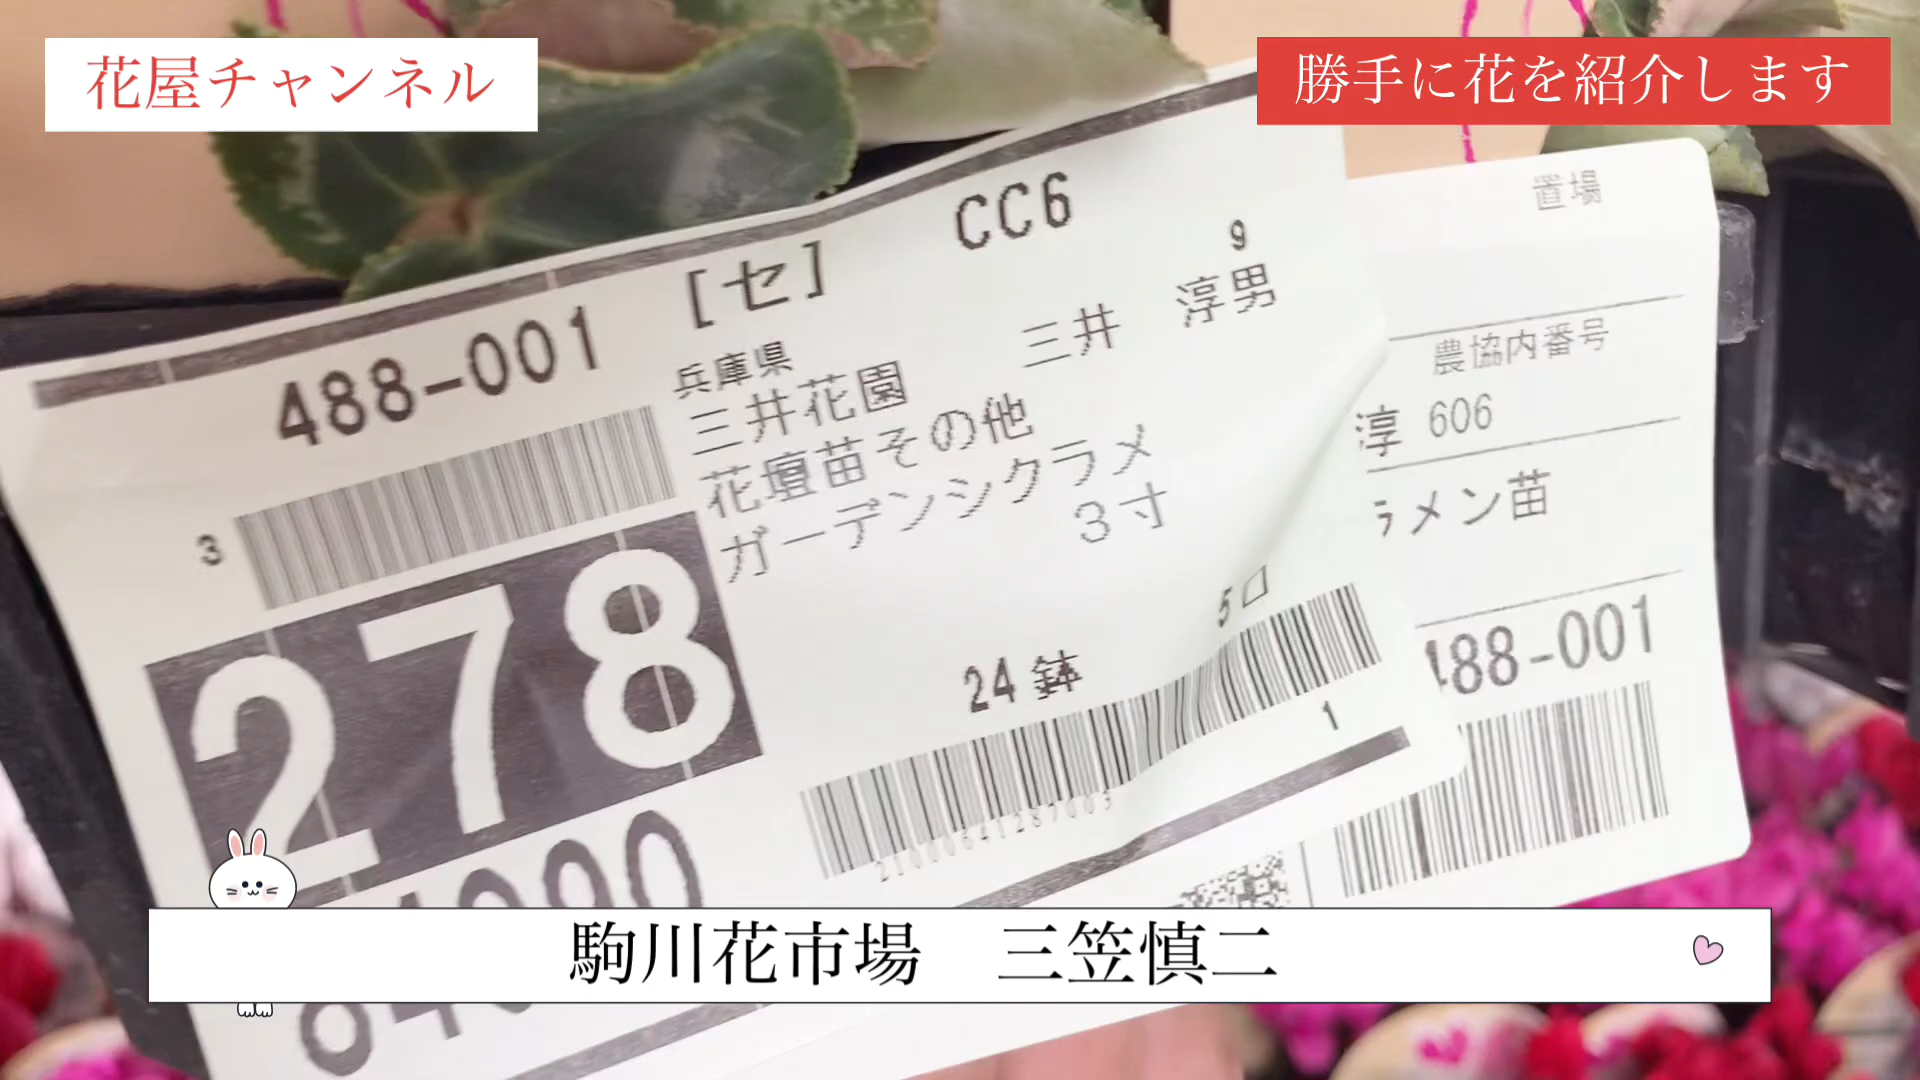 花屋チャンネル
勝手に花を紹介します
置場
CC6
[セ]
9
488-001
兵庫県
三井 淳男
三井花園
農協内番号
花壇苗その他
淳 606
ガーデンシクラメ
3寸
ラメン苗
3
278
5口
24鉢
488-001
1
駒川花市場 三笠慎二